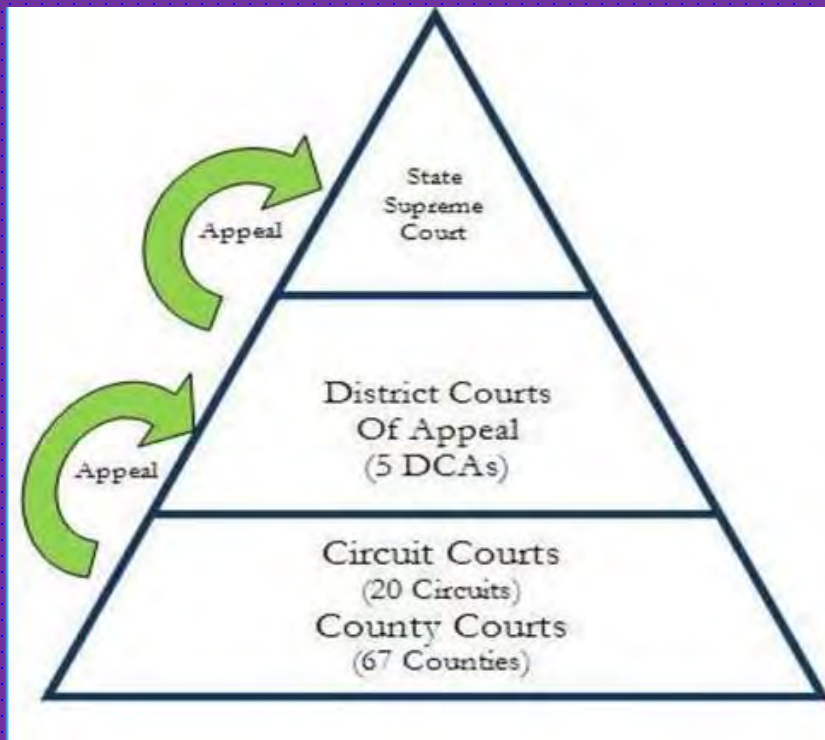 State
Supreme
Court
Appeal
District Courts
Of Appeal
(5 DCAs)
Appeal
Circuit Courts
(20 Circuits)
County Courts
(67 Counties)